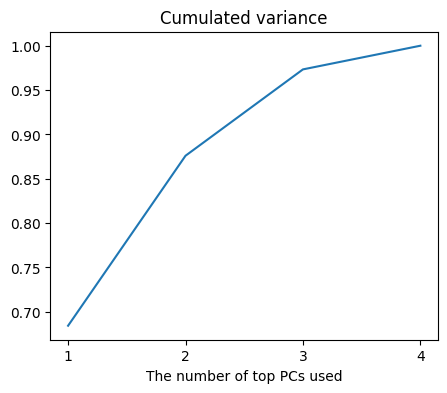 Cumulated variance
1.00
0.95
0.90
0.85
0.80
0.75
0.70
1 2 3 4
The number of top PCs used